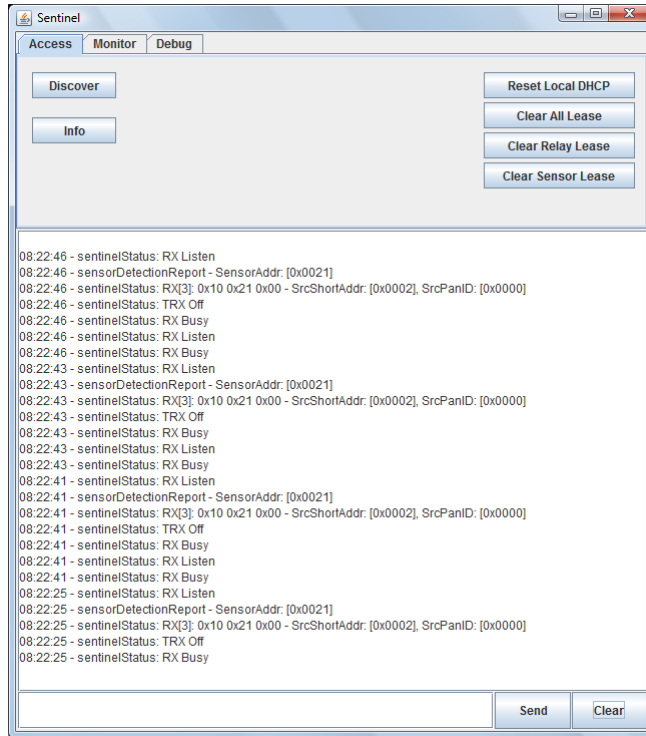 Sentinel
Access Monitor Debug
Discover
Info
Reset Local DHCP
Clear All Lease
Clear Relay Lease
Clear Sensor Lease
08:22:46 - sentinelStatus: RX Listen
08:22:46 - sensorDetectionReport - SensorAddr: [0x0021]
08:22:46 - sentinelStatus: RX[3]: 0x10 0x21 0x00 - SrcShortAddr: [0x0002], SrcPanID: [0x0000]
08:22:46 - sentinelStatus: TRX Off
08:22:46 - sentinelStatus: RX Busy
08:22:46 - sentinelStatus: RX Listen
08:22:46 - sentinelStatus: RX Busy
08:22:43 - sentinelStatus: RX Listen
08:22:43 - sensorDetectionReport - SensorAddr: [0x0021]
08:22:43 - sentinelStatus: RX[3]: 0x10 0x21 0x00 - SrcShortAddr: [0x0002], SrcPanID: [0x0000]
08:22:43 - sentinelStatus: TRX Off
08:22:43 - sentinelStatus: RX Busy
08:22:43 - sentinelStatus: RX Listen
08:22:43 - sentinelStatus: RX Busy
08:22:41 - sentinelStatus: RX Listen
08:22:41 - sensorDetectionReport - SensorAddr: [0x0021]
08:22:41 - sentinelStatus: RX[3]: 0x10 0x21 0x00 - SrcShortAddr: [0x0002], SrcPanID: [0x0000]
08:22:41 - sentinelStatus: TRX Off
08:22:41 - sentinelStatus: RX Busy
08:22:41 - sentinelStatus: RX Listen
08:22:41 - sentinelStatus: RX Busy
08:22:25 - sentinelStatus: RX Listen
08:22:25 - sensorDetectionReport - SensorAddr: [0x0021]
08:22:25 - sentinelStatus: RX[3]: 0x10 0x21 0x00 - SrcShortAddr: [0x0002], SrcPanID: [0x0000]
08:22:25 - sentinelStatus: TRX Off
08:22:25 - sentinelStatus: RX Busy
Send Clear